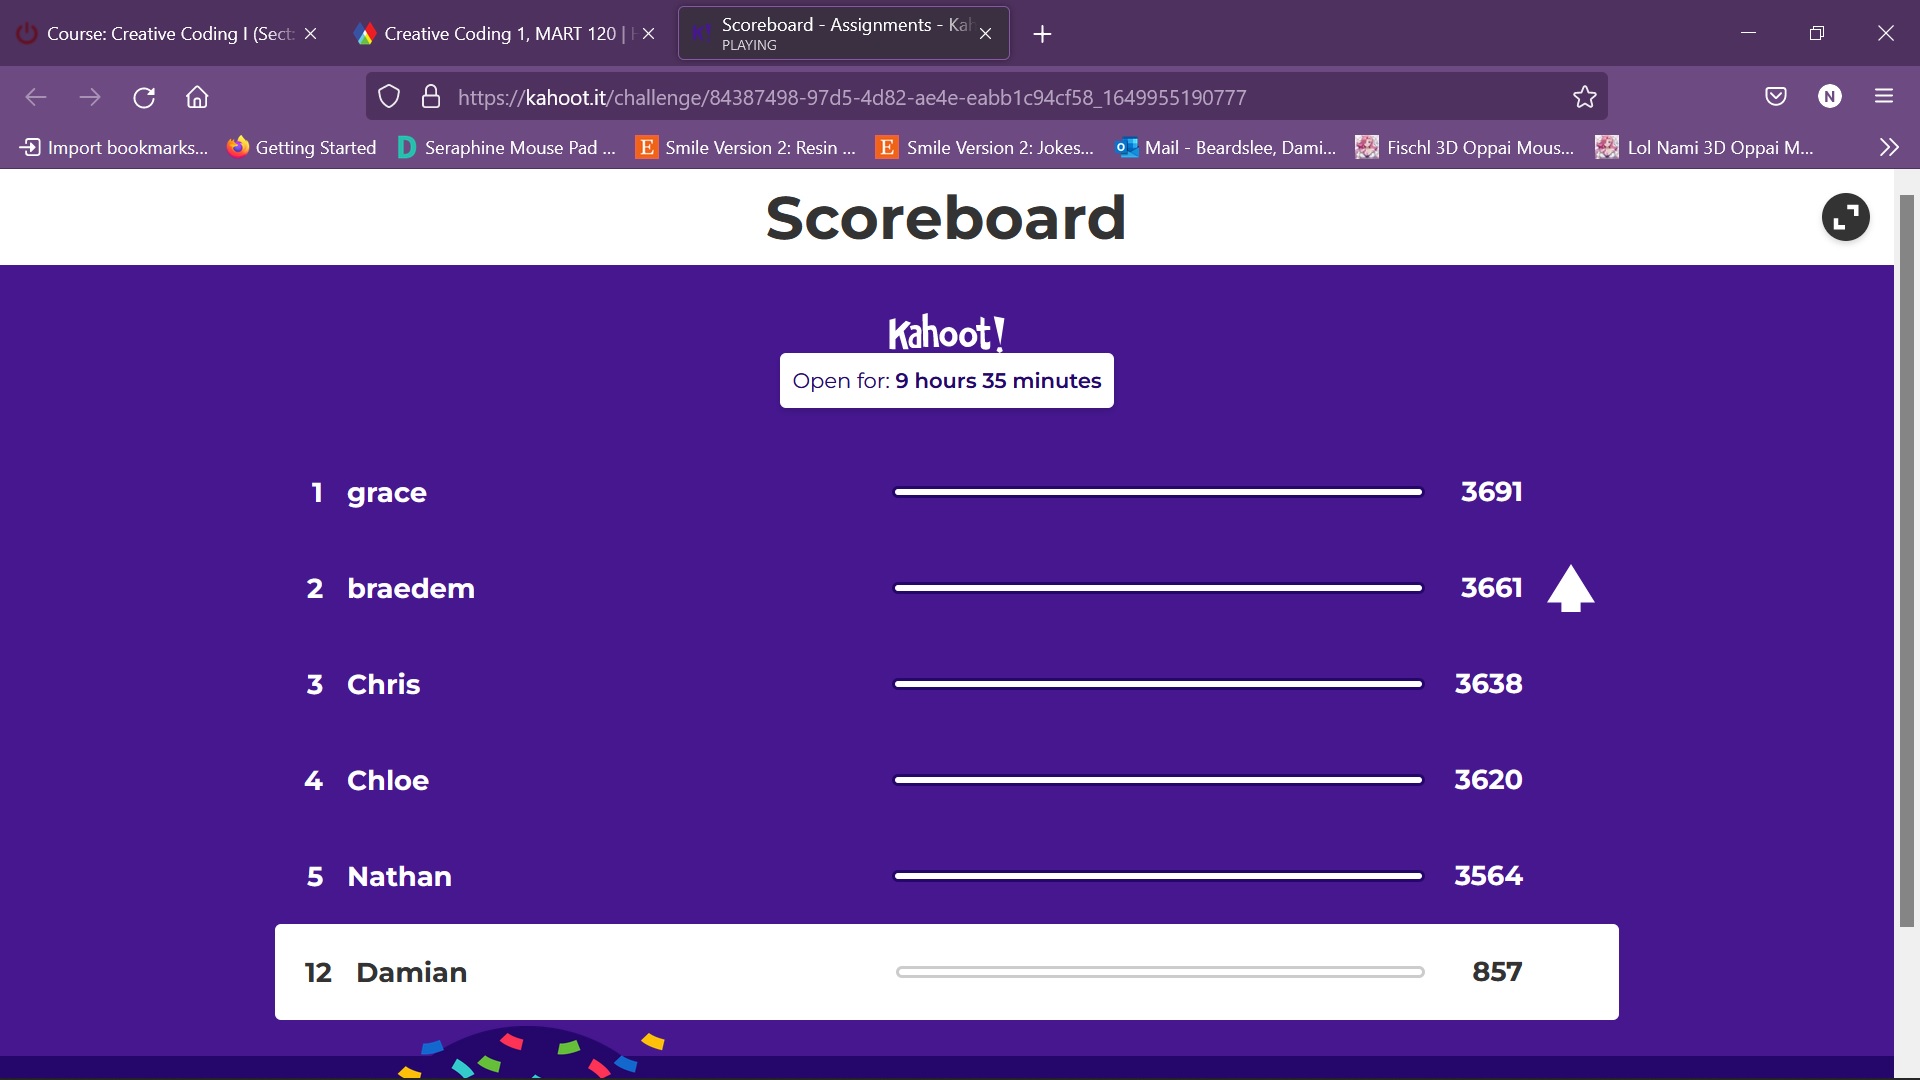 Course: Creative Coding I (Sect:
Creative Coding 1, MART 120 |
Scoreboard - Assignments - Kah
PLAYING
https://kahoot.it/challenge/84387498-97d5-4d82-ae4e-eabb1c94cf58_1649955190777
N
Import bookmarks...
Getting Started
D Seraphine Mouse Pad ...
E Smile Version 2: Resin ...
E Smile Version 2: Jokes...
Mail - Beardslee, Dami...
Fischl 3D Oppai Mous...
Lol Nami 3D Oppai M...
Scoreboard
Kahoot!
Open for: 9 hours 35 minutes
1 grace 3691
2 braedem 3661
3 Chris 3638
4 Chloe 3620
5 Nathan 3564
12 Damian 857